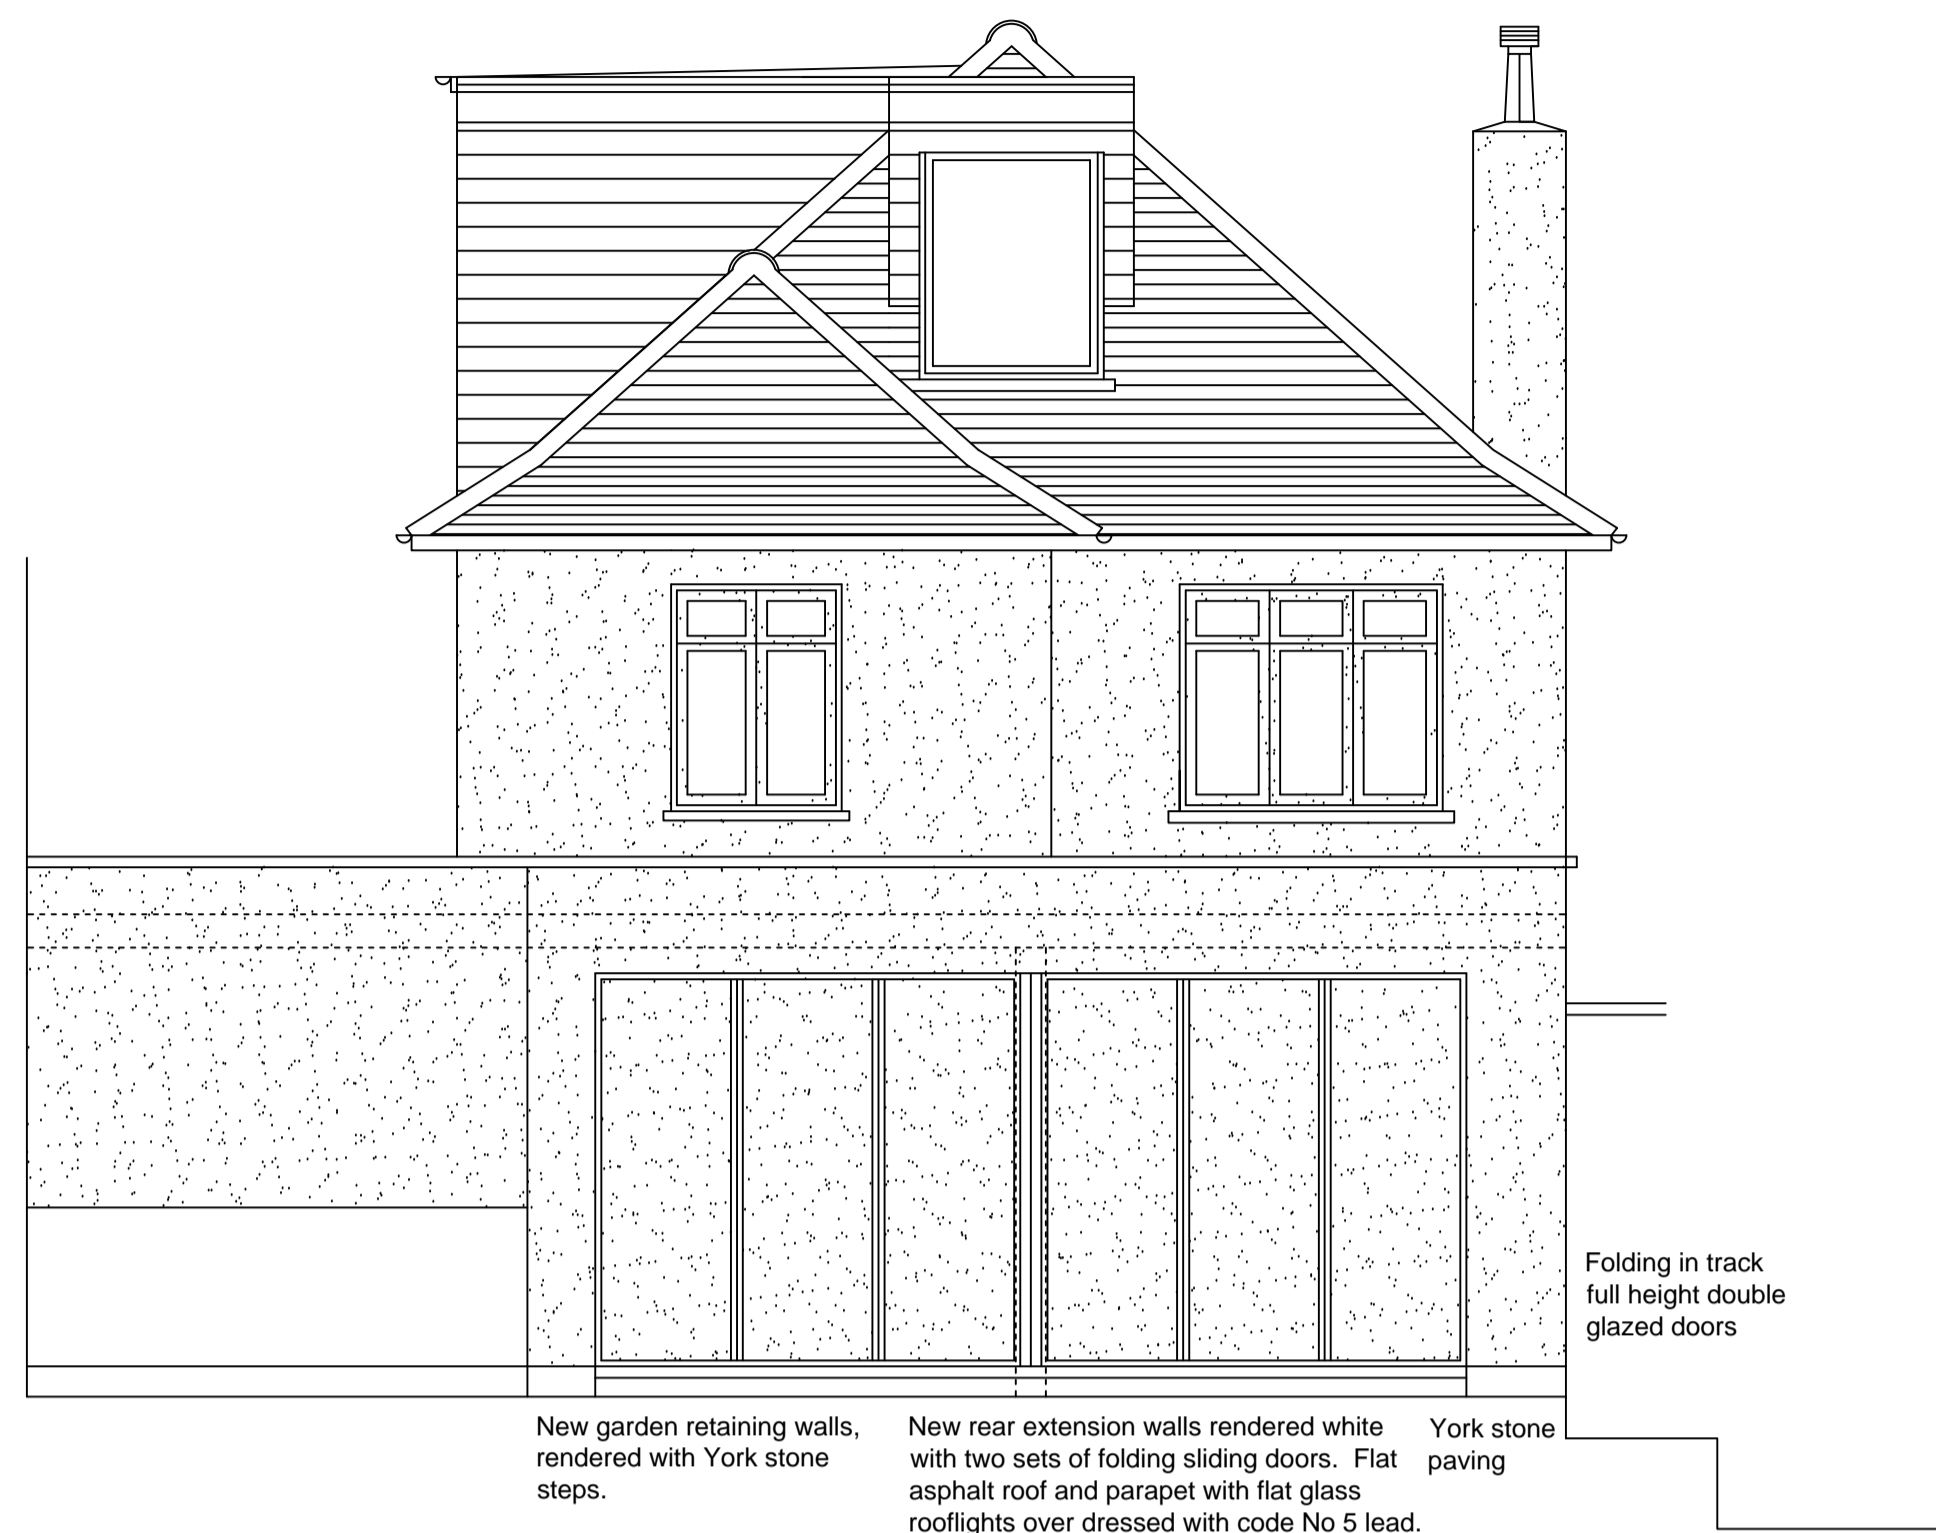 Folding in track
full height double
glazed doors
New garden retaining walls,
rendered with York stone
steps.
New rear extension walls rendered white
with two sets of folding sliding doors.  Flat
asphalt roof and parapet with flat glass
rooflights over dressed with code No 5 lead.
York stone
paving